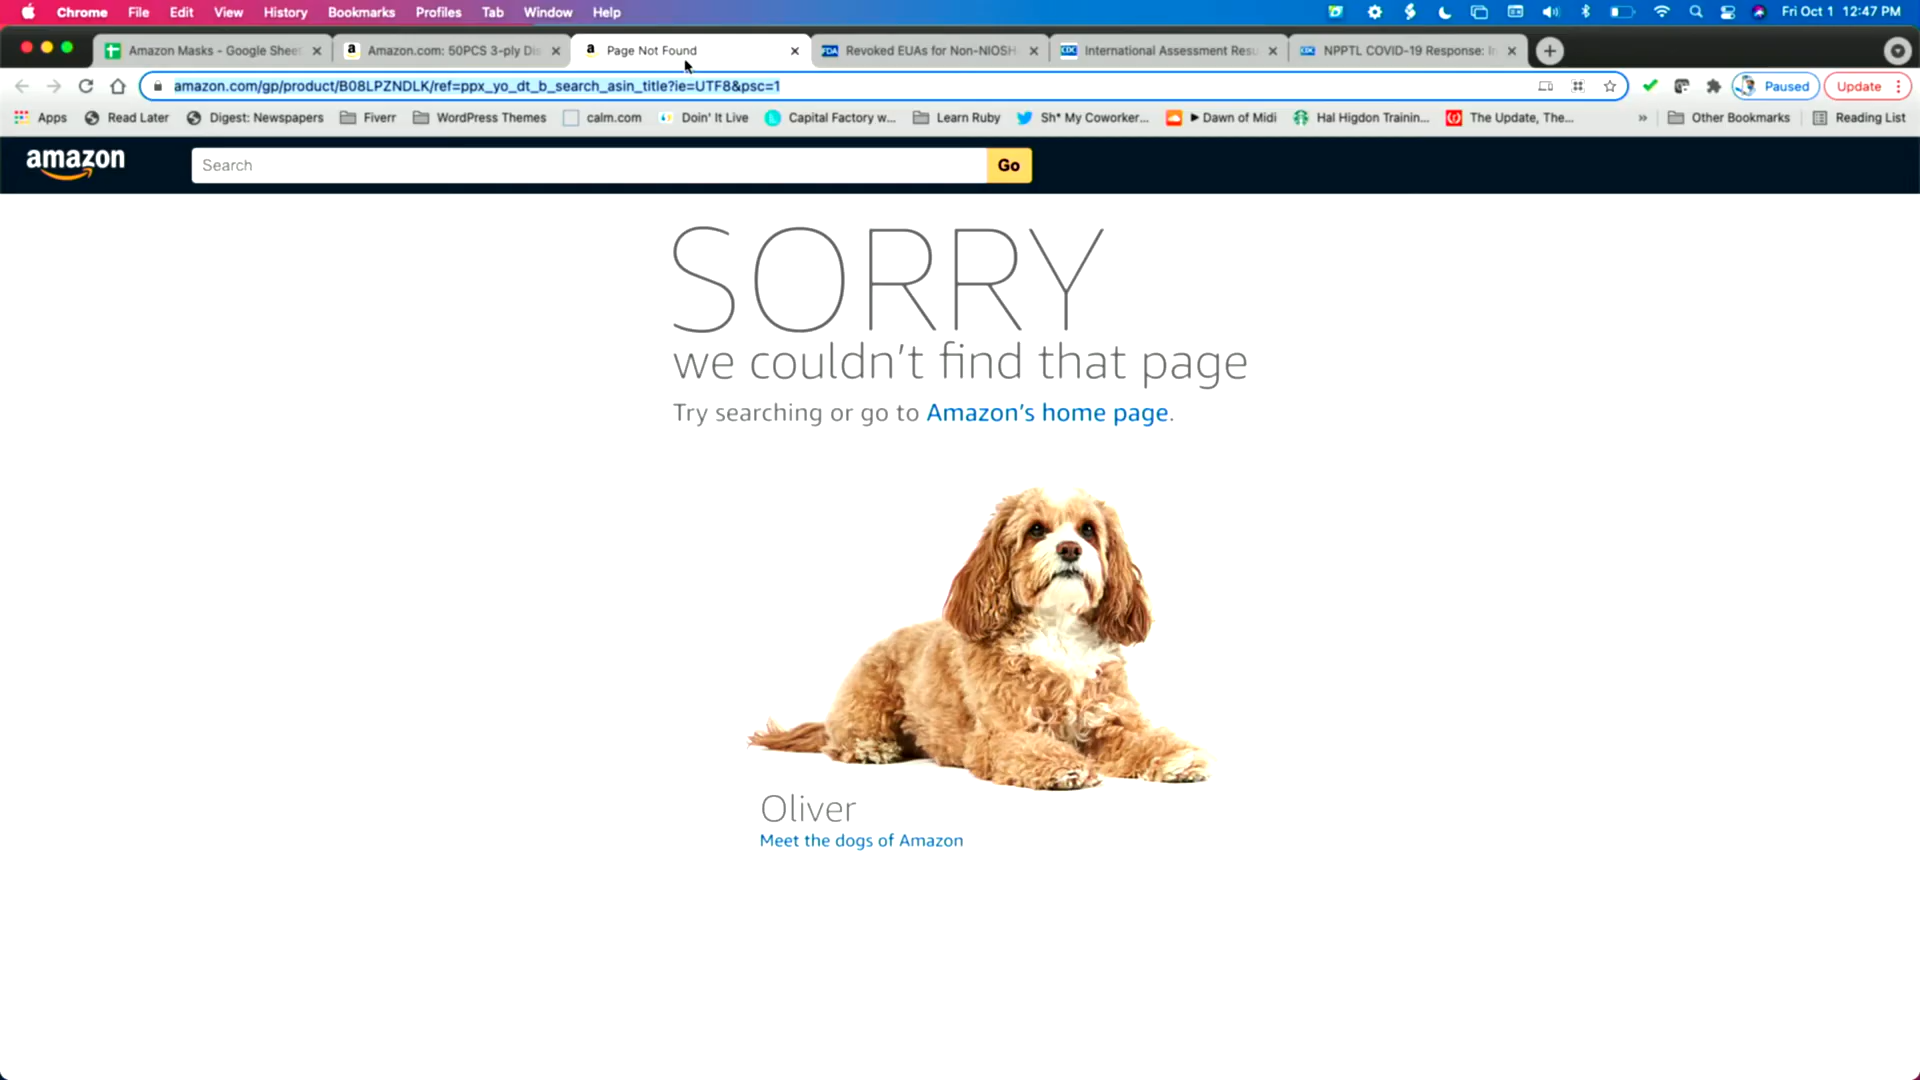 Chrome File Edit View History Bookmarks Profiles Tab Window Help Fri Oct 1 12:47 PM
Amazon Masks - Google Sheet Amazon.com: 50PCS 3-ply Dis Page Not Found Revoked EUAs for Non-NIOSH International Assessment Resu NPPTL COVID-19 Response: In
amazon.com/gp/product/B08LPZNDLK/ref=ppx_yo_dt_b_search_asin_title?ie=UTF8&psc=1 Paused Update
Apps Read Later Digest: Newspapers Fiverr WordPress Themes calm.com Doin' It Live Capital Factory w... Learn Ruby Sh* My Coworker... ▶ Dawn of Midi Hal Higdon Trainin... The Update, The... » Other Bookmarks Reading List
amazon Search Go
SORRY
we couldn't find that page
Try searching or go to Amazon's home page.
Oliver
Meet the dogs of Amazon